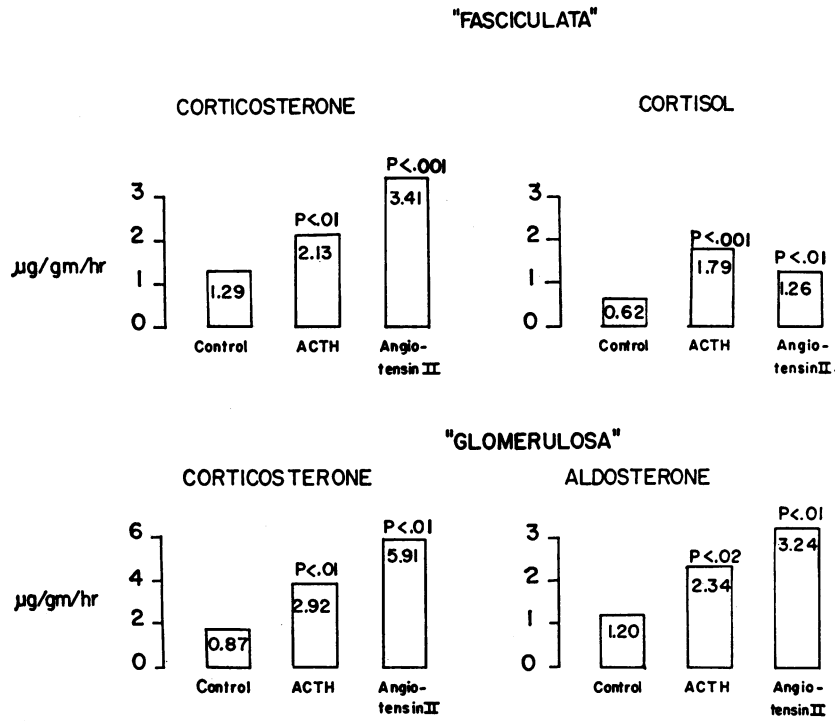 "FASCICULATA"
CORTICOSTERONE
3
2
1
0
µg/gm/hr
1.29
P<.01
2.13
P<.001
3.41
Control
ACTH
Angio-
tensin II
CORTISOL
3
2
1
0
0.62
P<.001
1.79
P<.01
1.26
Control
ACTH
Angio-
tensin II.
"GLOMERULOSA"
CORTICOSTERONE
6
4
2
0
µg/gm/hr
0.87
P<.01
2.92
P<.01
5.91
Control
ACTH
Angio-
tensin II
ALDOSTERONE
3
2
1
0
1.20
P<.02
2.34
P<.01
3.24
Control
ACTH
Angio-
tensin II